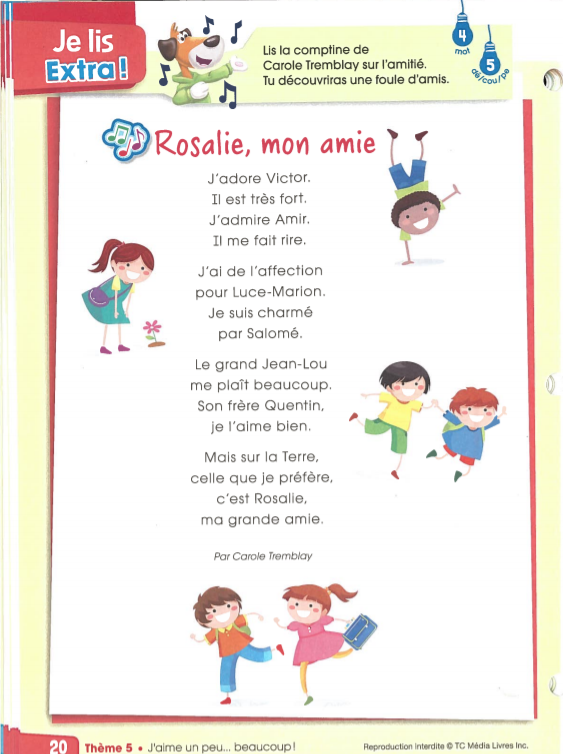 Je lis
Extra!
Lis la comptine de
Carole Tremblay sur l'amitié.
Tu découvriras une foule d'amis.
4
mot
5
dé/cou/pe
Rosalie, mon amie
J'adore Victor.
Il est très fort.
J'admire Amir.
Il me fait rire.
J'ai de l'affection
pour Luce-Marion.
Je suis charmé
par Salomé.
Le grand Jean-Lou
me plaît beaucoup.
Son frère Quentin,
je l'aime bien.
Mais sur la Terre,
celle que je préfère,
c'est Rosalie,
ma grande amie.
Par Carole Tremblay
20 Thème 5 • J'aime un peu... beaucoup!
Reproduction interdite © TC Média Livres Inc.